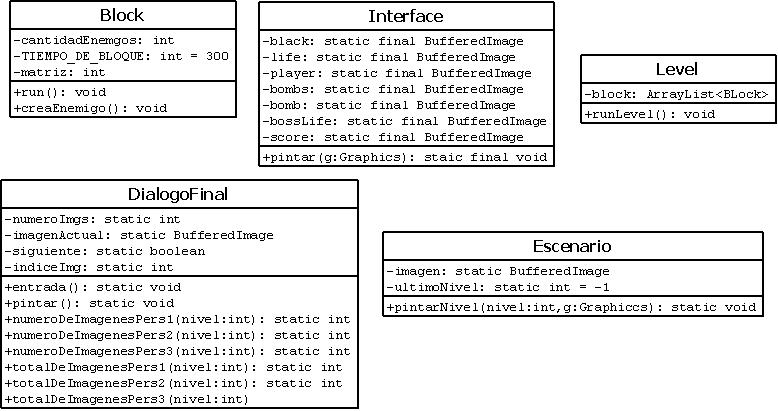 Block
-cantidadEnemgos: int
-TIEMPO_DE_BLOQUE: int = 300
-matriz: int
+run(): void
+creaEnemigo(): void
Interface
-black: static final BufferedImage
-life: static final BufferedImage
-player: static final BufferedImage
-bombs: static final BufferedImage
-bomb: static final BufferedImage
-bossLife: static final BufferedImage
-score: static final BufferedImage
+pintar(g:Graphics): staic final void
Level
-block: ArrayList<BLock>
+runLevel(): void
DialogoFinal
-numeroImgs: static int
-imagenActual: static BufferedImage
-siguiente: static boolean
-indiceImg: static int
+entrada(): static void
+pintar(): static void
+numeroDeImagenesPers1(nivel:int): static int
+numeroDeImagenesPers2(nivel:int): static int
+numeroDeImagenesPers3(nivel:int): static int
+totalDeImagenesPers1(nivel:int): static int
+totalDeImagenesPers2(nivel:int): static int
+totalDeImagenesPers3(nivel:int)
Escenario
-imagen: static BufferedImage
-ultimoNivel: static int = -1
+pintarNivel(nivel:int,g:Graphiccs): static void